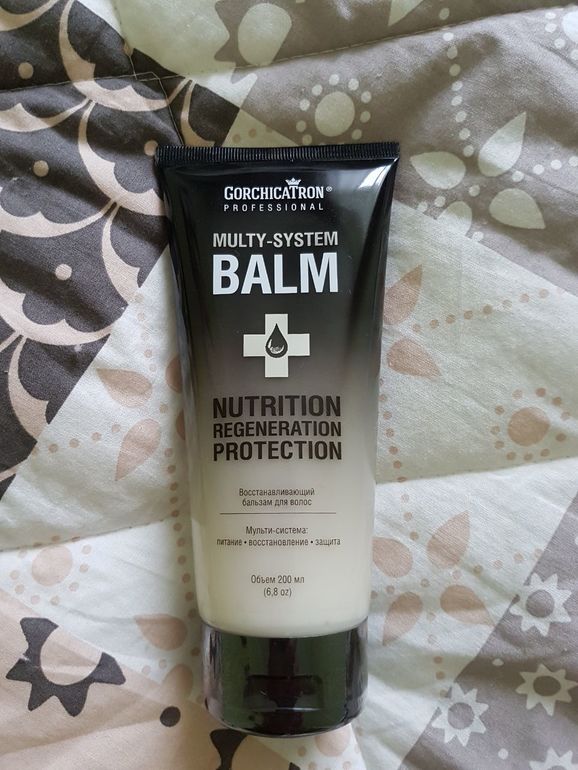 GORCHICATRON®
PROFESSIONAL
MULTY-SYSTEM
BALM
NUTRITION
REGENERATION
PROTECTION
Восстанавливающий
бальзам для волос
Мульти-система:
питание • восстановление • защита
Объем 200 мл
(6,8 oz)